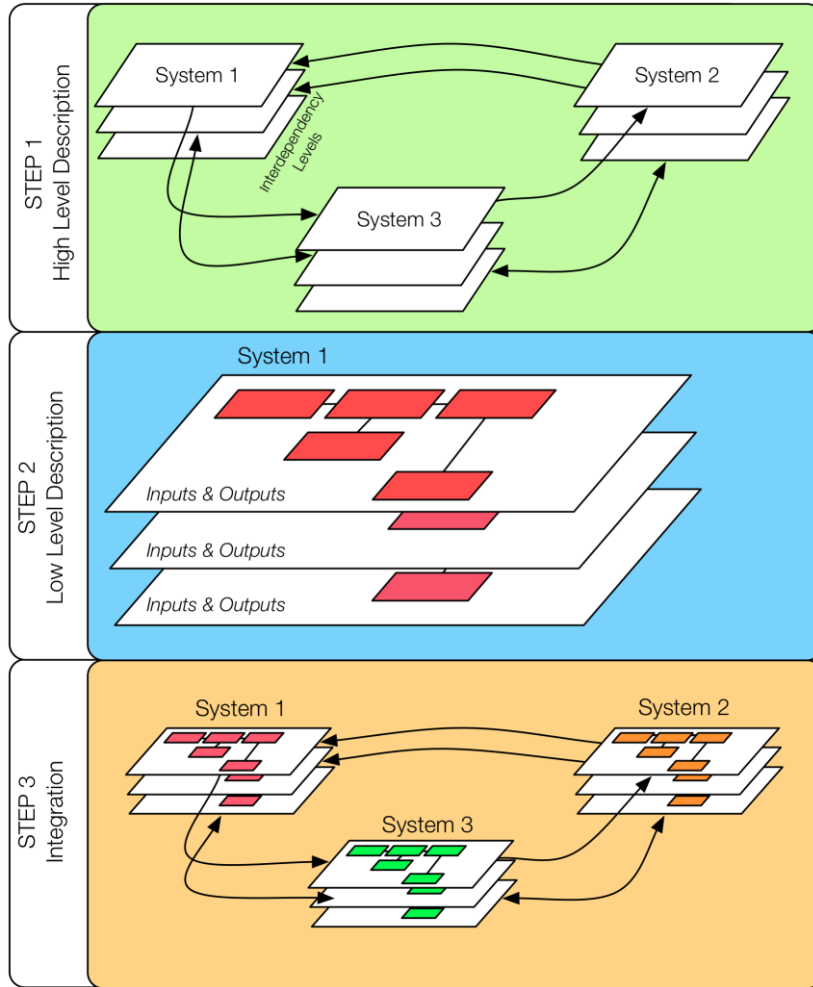 STEP 1
High Level Description
System 1
System 2
Interdependency
Levels
System 3
STEP 2
Low Level Description
System 1
Inputs & Outputs
Inputs & Outputs
Inputs & Outputs
STEP 3
Integration
System 1
System 2
System 3